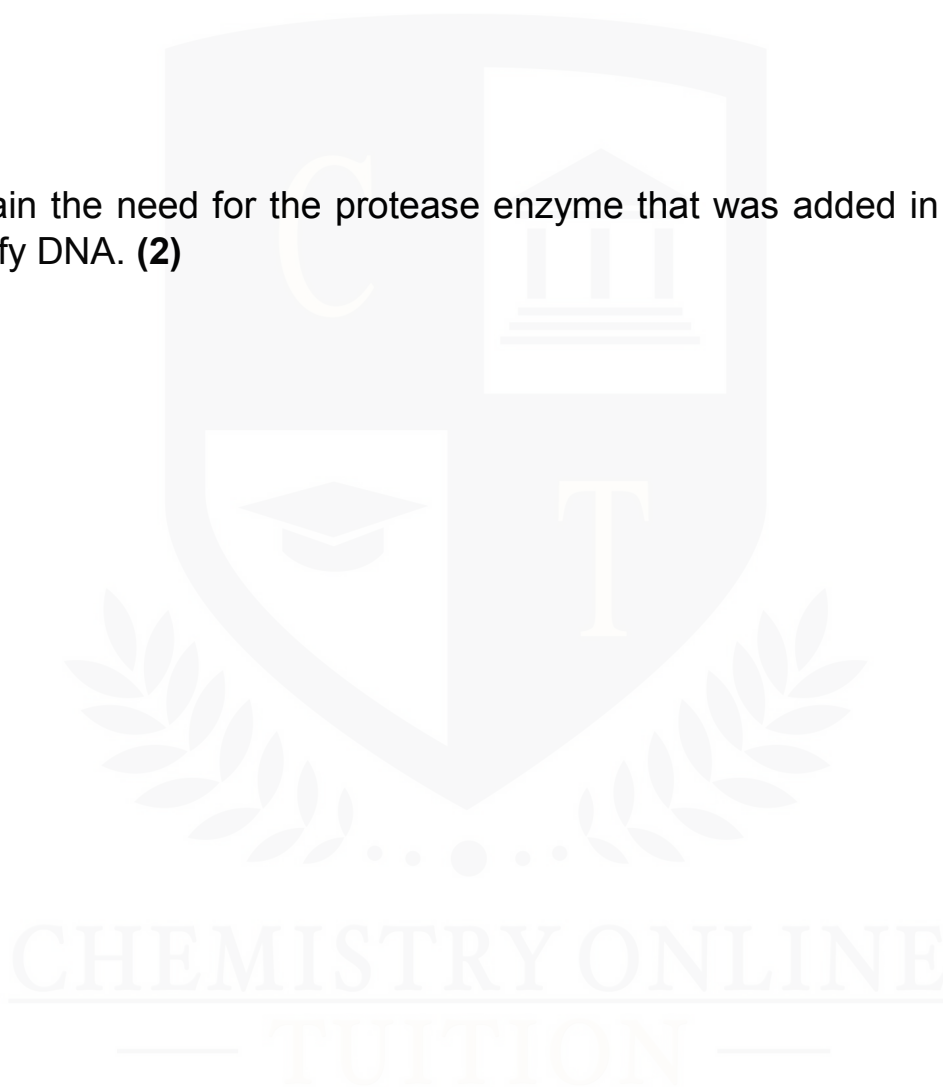 ain the need for the protease enzyme that was added in
fy DNA. (2)
C
T
CHEMISTRY ONLINE
TUITION